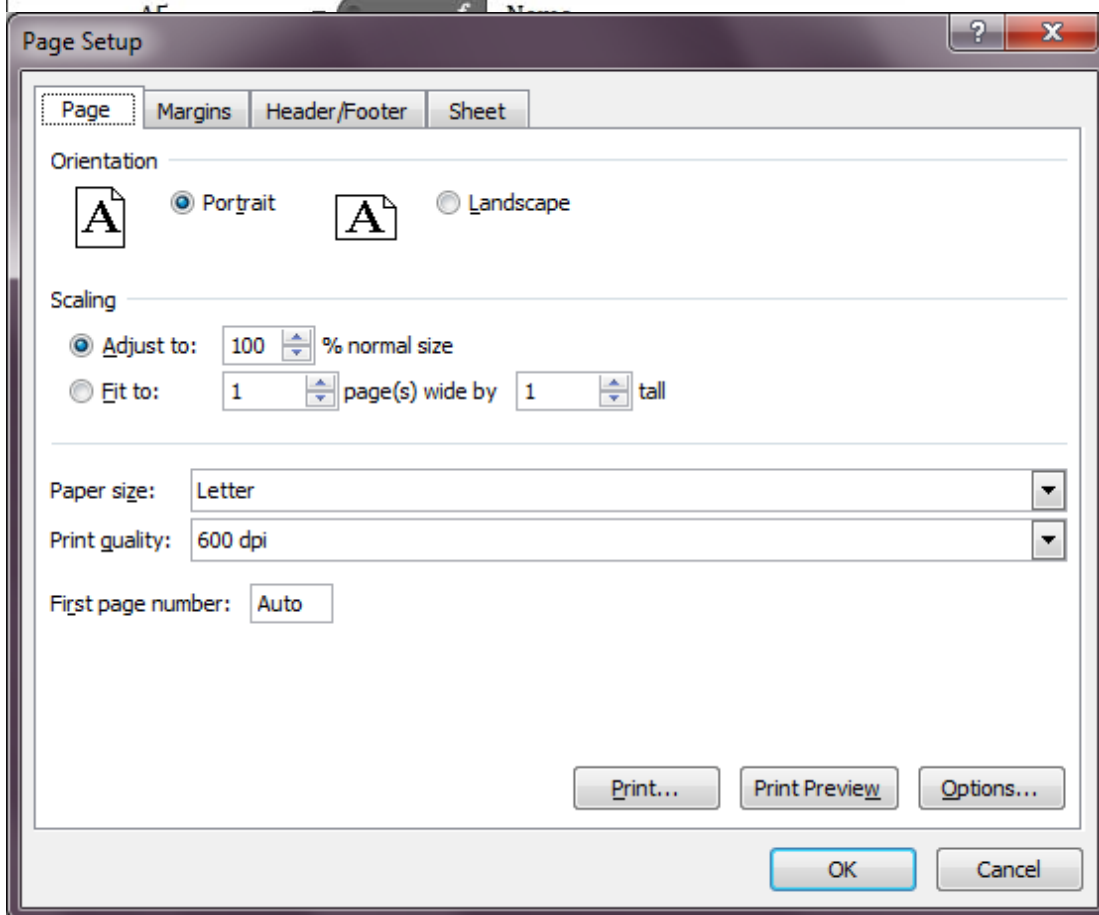 Page Setup ? X
Page Margins Header/Footer Sheet
Orientation
A Portrait A Landscape
Scaling
Adjust to: 100 % normal size
Fit to: 1 page(s) wide by 1 tall
Paper size: Letter
Print quality: 600 dpi
First page number: Auto
Print... Print Preview Options...
OK Cancel